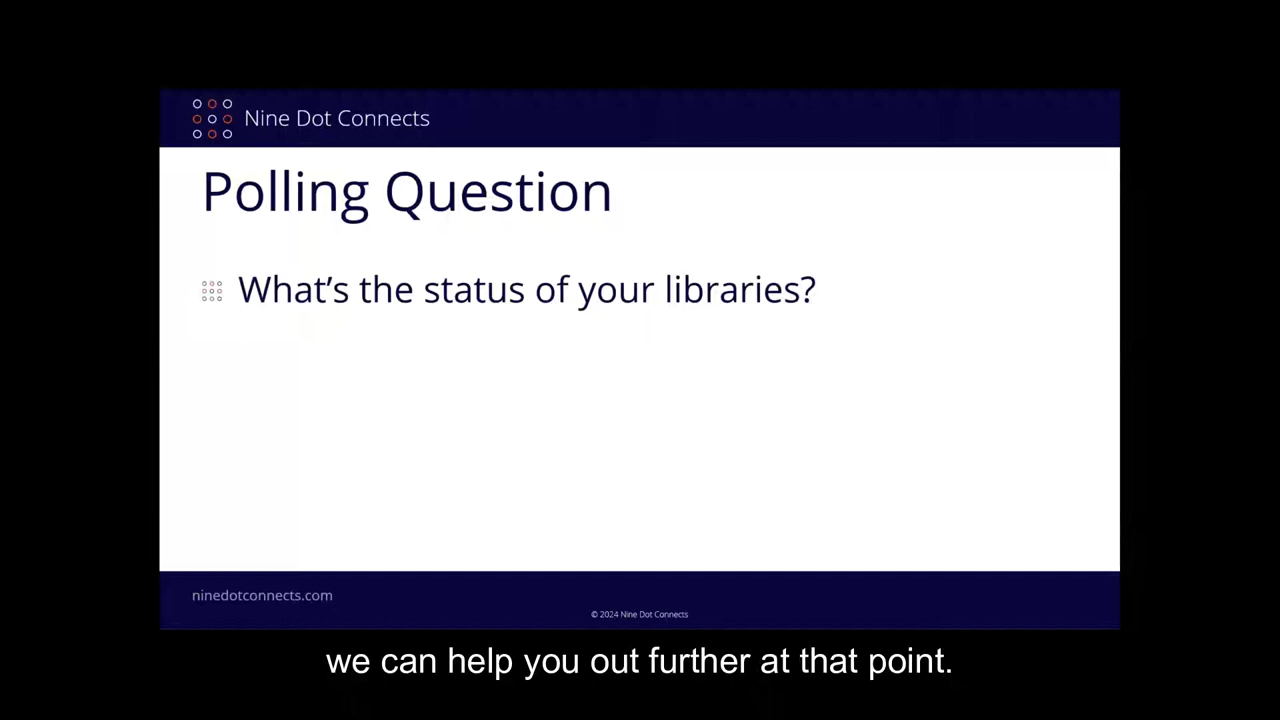 Nine Dot Connects
Polling Question
What's the status of your libraries?
ninedotconnects.com
© 2024 Nine Dot Connects
we can help you out further at that point.